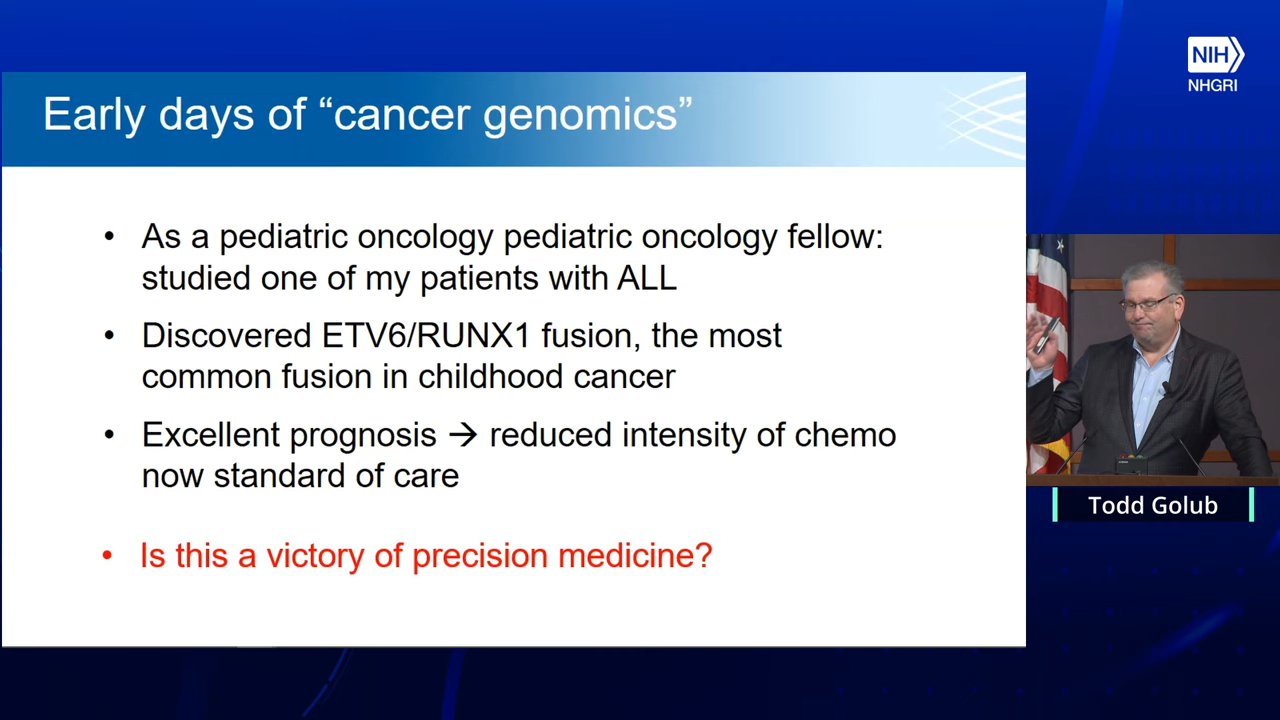 Early days of “cancer genomics”
NIH
NHGRI
• As a pediatric oncology pediatric oncology fellow:
studied one of my patients with ALL
• Discovered ETV6/RUNX1 fusion, the most
common fusion in childhood cancer
• Excellent prognosis → reduced intensity of chemo
now standard of care
• Is this a victory of precision medicine?
Todd Golub